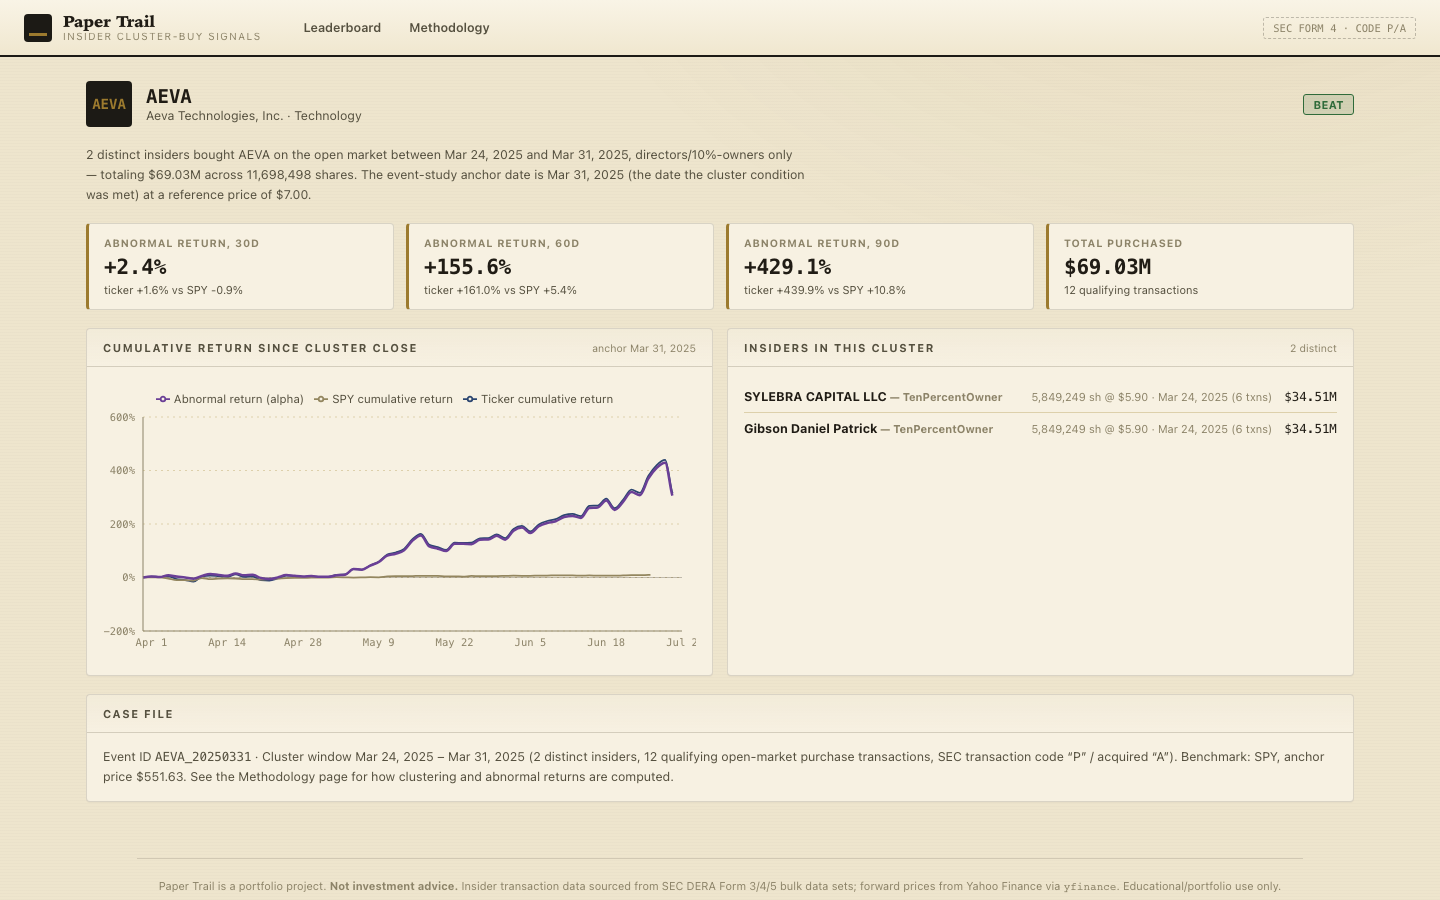 Paper Trail
INSIDER CLUSTER-BUY SIGNALS
Leaderboard
Methodology
SEC FORM 4 · CODE P/A
AEVA
AEVA
Aeva Technologies, Inc. · Technology
BEAT
2 distinct insiders bought AEVA on the open market between Mar 24, 2025 and Mar 31, 2025, directors/10%-owners only
— totaling $69.03M across 11,698,498 shares. The event-study anchor date is Mar 31, 2025 (the date the cluster condition
was met) at a reference price of $7.00.
ABNORMAL RETURN, 30D
+2.4%
ticker +1.6% vs SPY -0.9%
ABNORMAL RETURN, 60D
+155.6%
ticker +161.0% vs SPY +5.4%
ABNORMAL RETURN, 90D
+429.1%
ticker +439.9% vs SPY +10.8%
TOTAL PURCHASED
$69.03M
12 qualifying transactions
CUMULATIVE RETURN SINCE CLUSTER CLOSE
anchor Mar 31, 2025
Abnormal return (alpha)
SPY cumulative return
Ticker cumulative return
600%
400%
200%
0%
−200%
Apr 1
Apr 14
Apr 28
May 9
May 22
Jun 5
Jun 18
Jul 2
INSIDERS IN THIS CLUSTER
2 distinct
SYLEBRA CAPITAL LLC — TenPercentOwner
5,849,249 sh @ $5.90 · Mar 24, 2025 (6 txns)
$34.51M
Gibson Daniel Patrick — TenPercentOwner
5,849,249 sh @ $5.90 · Mar 24, 2025 (6 txns)
$34.51M
CASE FILE
Event ID AEVA_20250331 · Cluster window Mar 24, 2025 – Mar 31, 2025 (2 distinct insiders, 12 qualifying open-market purchase transactions, SEC transaction code “P” / acquired “A”). Benchmark: SPY, anchor
price $551.63. See the Methodology page for how clustering and abnormal returns are computed.
Paper Trail is a portfolio project. Not investment advice. Insider transaction data sourced from SEC DERA Form 3/4/5 bulk data sets; forward prices from Yahoo Finance via yfinance. Educational/portfolio use only.